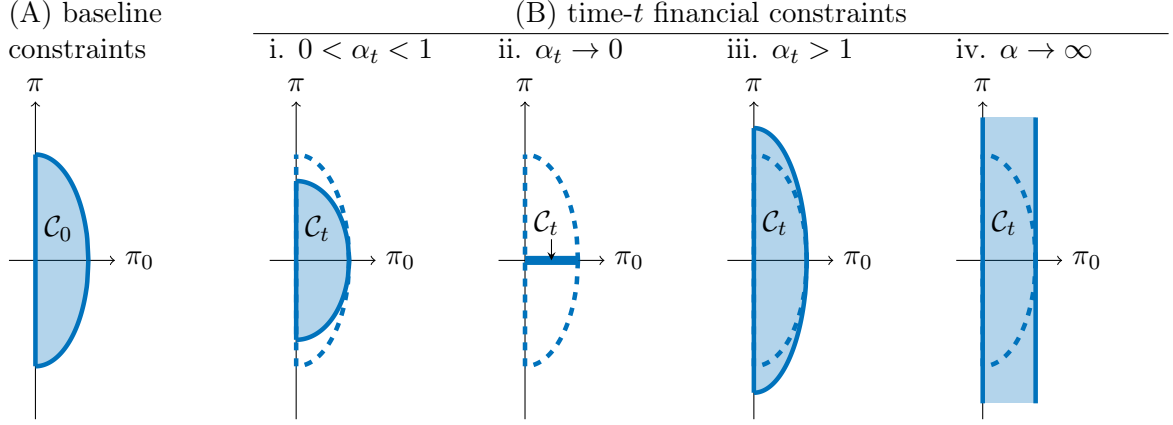 (A) baseline (B) time-t financial constraints
constraints i. 0 < α_t < 1 ii. α_t → 0 iii. α_t > 1 iv. α → ∞
π π π π π
C_0 C_t C_t C_t C_t
π_0 π_0 π_0 π_0 π_0